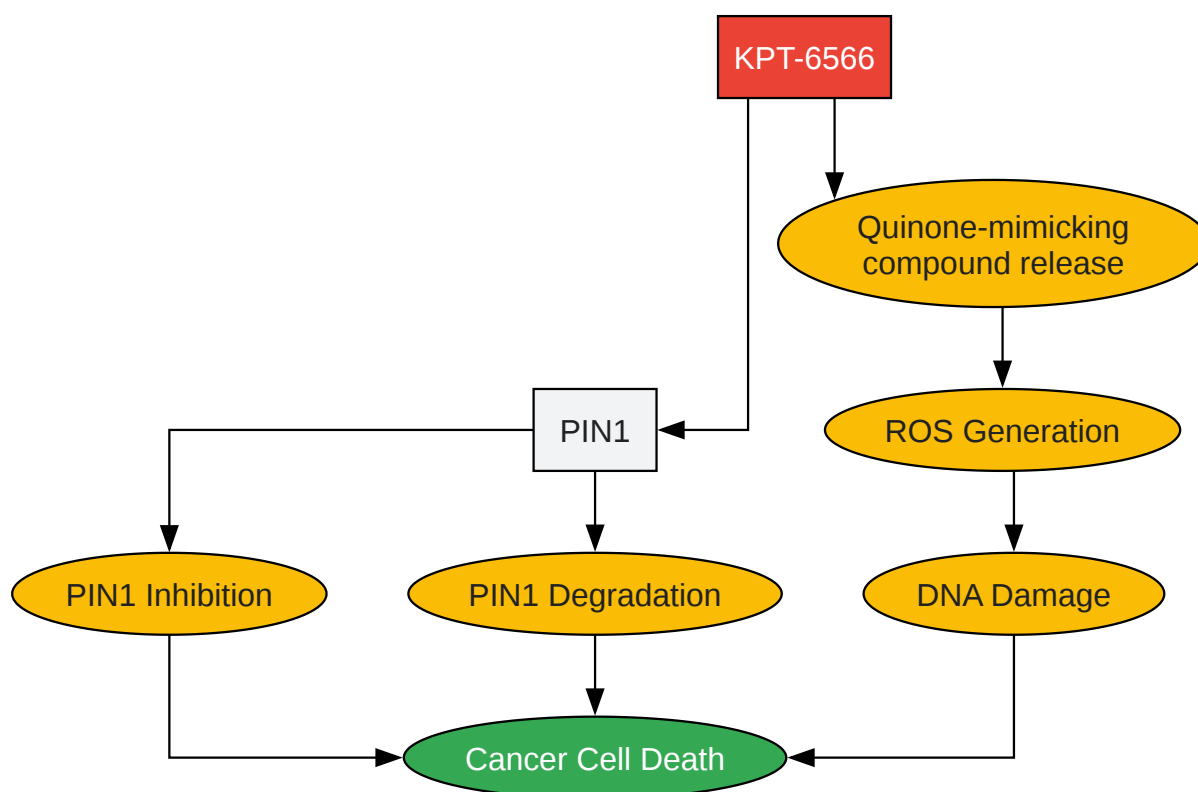 KPT-6566
Quinone-mimicking
compound release
PIN1
ROS Generation
PIN1 Inhibition
PIN1 Degradation
DNA Damage
Cancer Cell Death